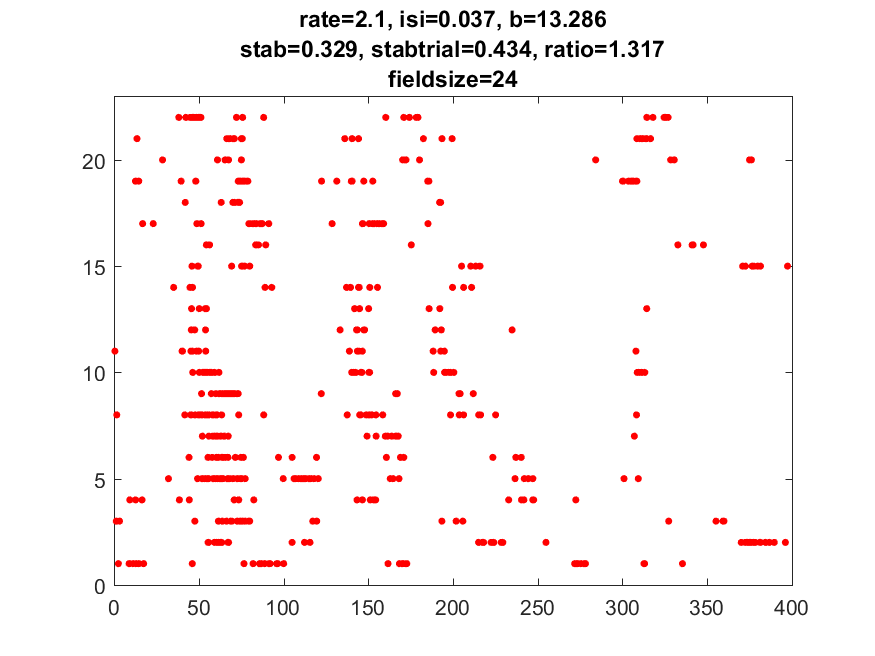 rate=2.1, isi=0.037, b=13.286
stab=0.329, stabtrial=0.434, ratio=1.317
fieldsize=24
20
15
10
5
0
0 50 100 150 200 250 300 350 400